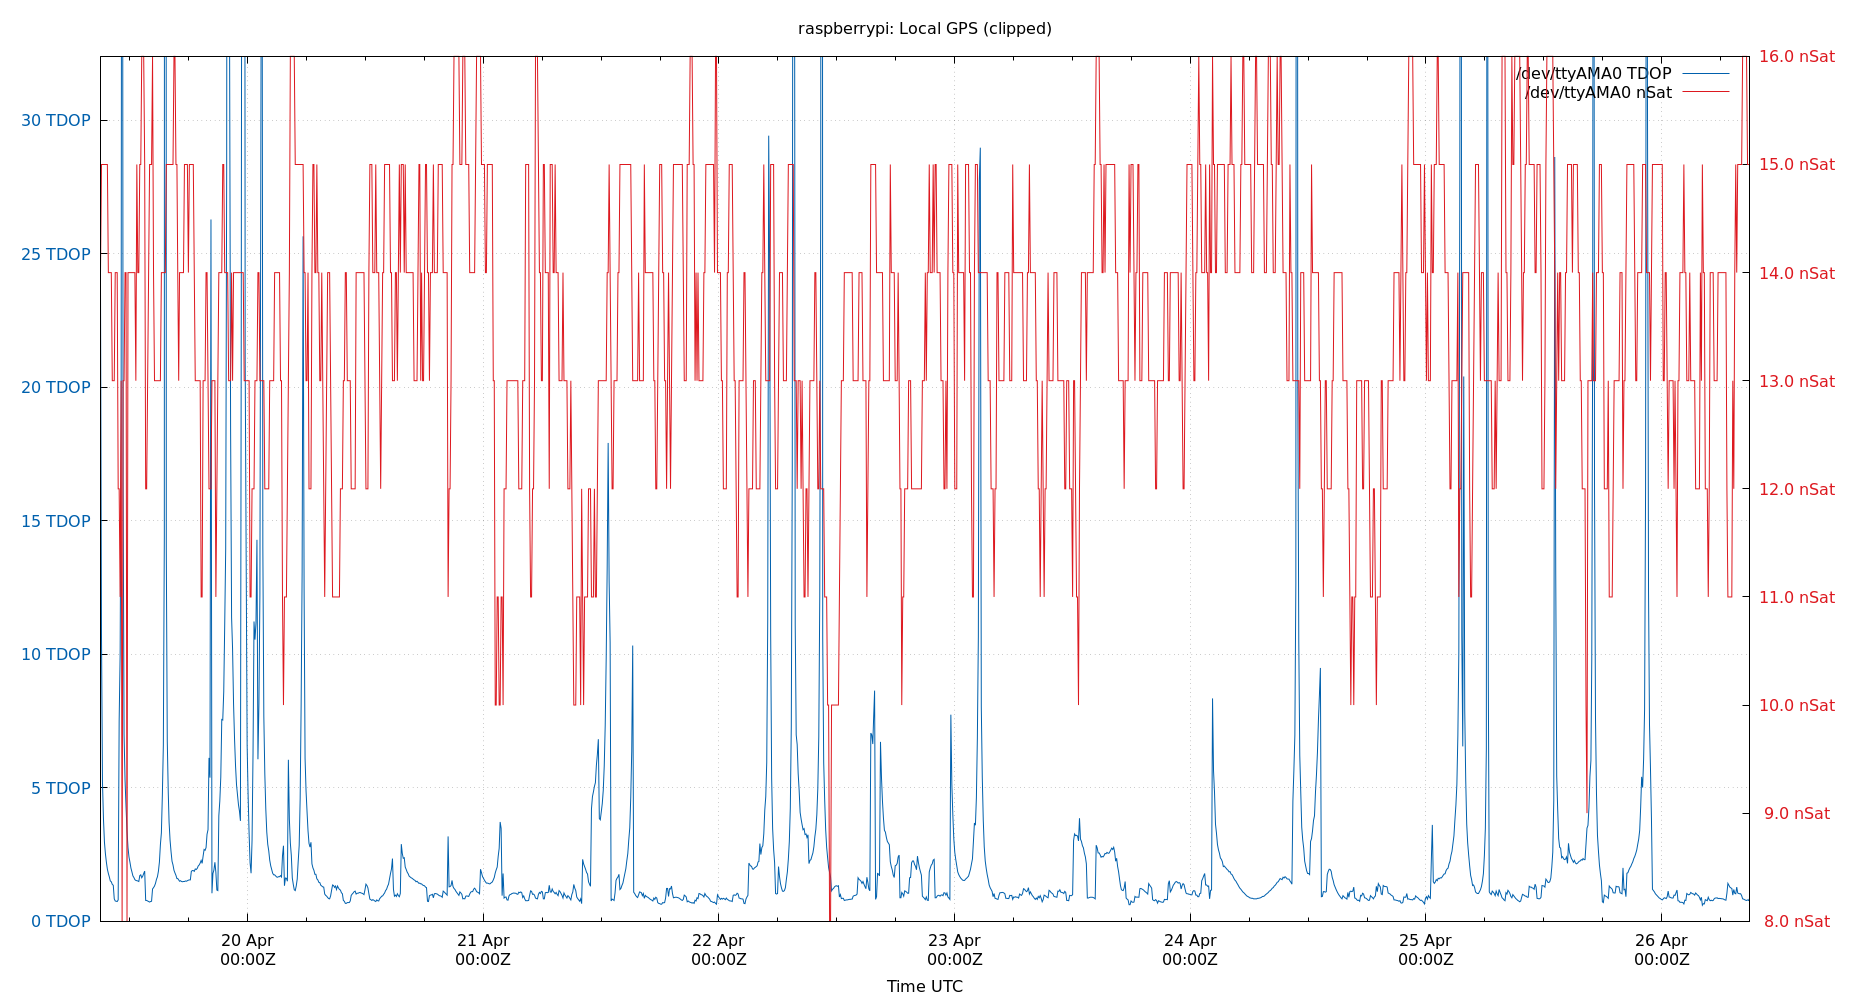 raspberrypi: Local GPS (clipped)
/dev/ttyAMA0 TDOP
/dev/ttyAMA0 nSat
30 TDOP
25 TDOP
20 TDOP
15 TDOP
10 TDOP
5 TDOP
0 TDOP
16.0 nSat
15.0 nSat
14.0 nSat
13.0 nSat
12.0 nSat
11.0 nSat
10.0 nSat
9.0 nSat
8.0 nSat
20 Apr
00:00Z
21 Apr
00:00Z
22 Apr
00:00Z
23 Apr
00:00Z
24 Apr
00:00Z
25 Apr
00:00Z
26 Apr
00:00Z
Time UTC